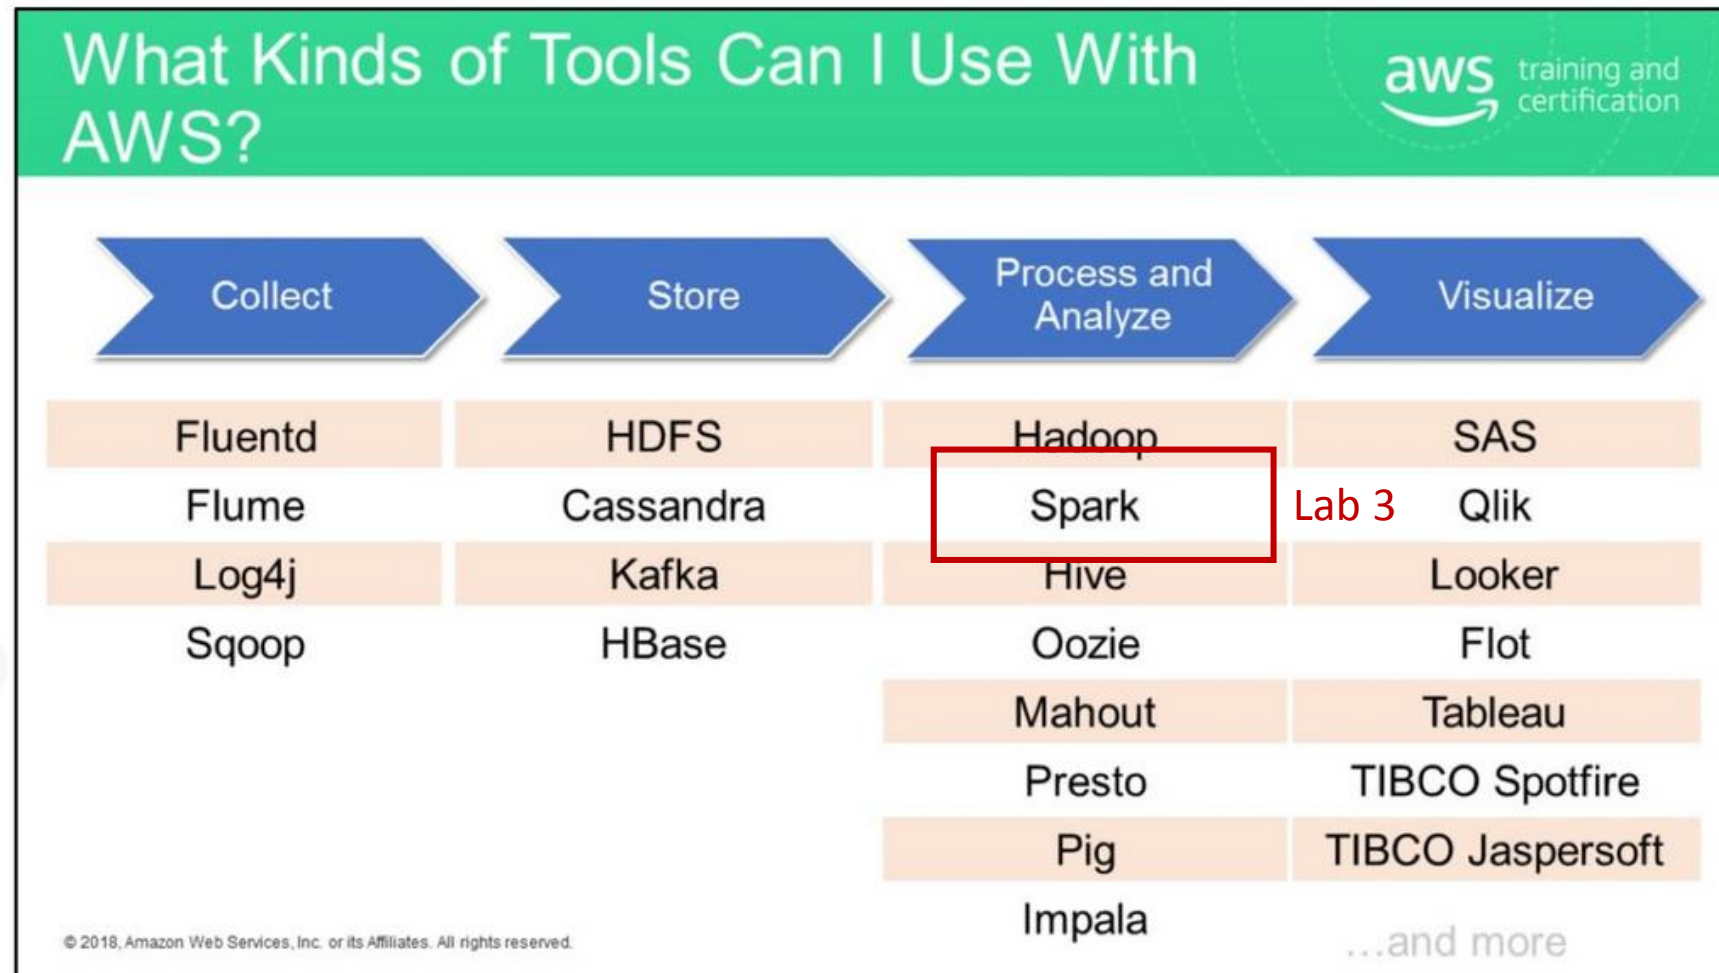 What Kinds of Tools Can I Use With
AWS?
aws training and
certification
Collect
Store
Process and
Analyze
Visualize
Fluentd
HDFS
Hadoop
SAS
Flume
Cassandra
Spark
Lab 3
Qlik
Log4j
Kafka
Hive
Looker
Sqoop
HBase
Oozie
Flot
Mahout
Tableau
Presto
TIBCO Spotfire
Pig
TIBCO Jaspersoft
Impala
...and more
© 2018, Amazon Web Services, Inc. or its Affiliates. All rights reserved.